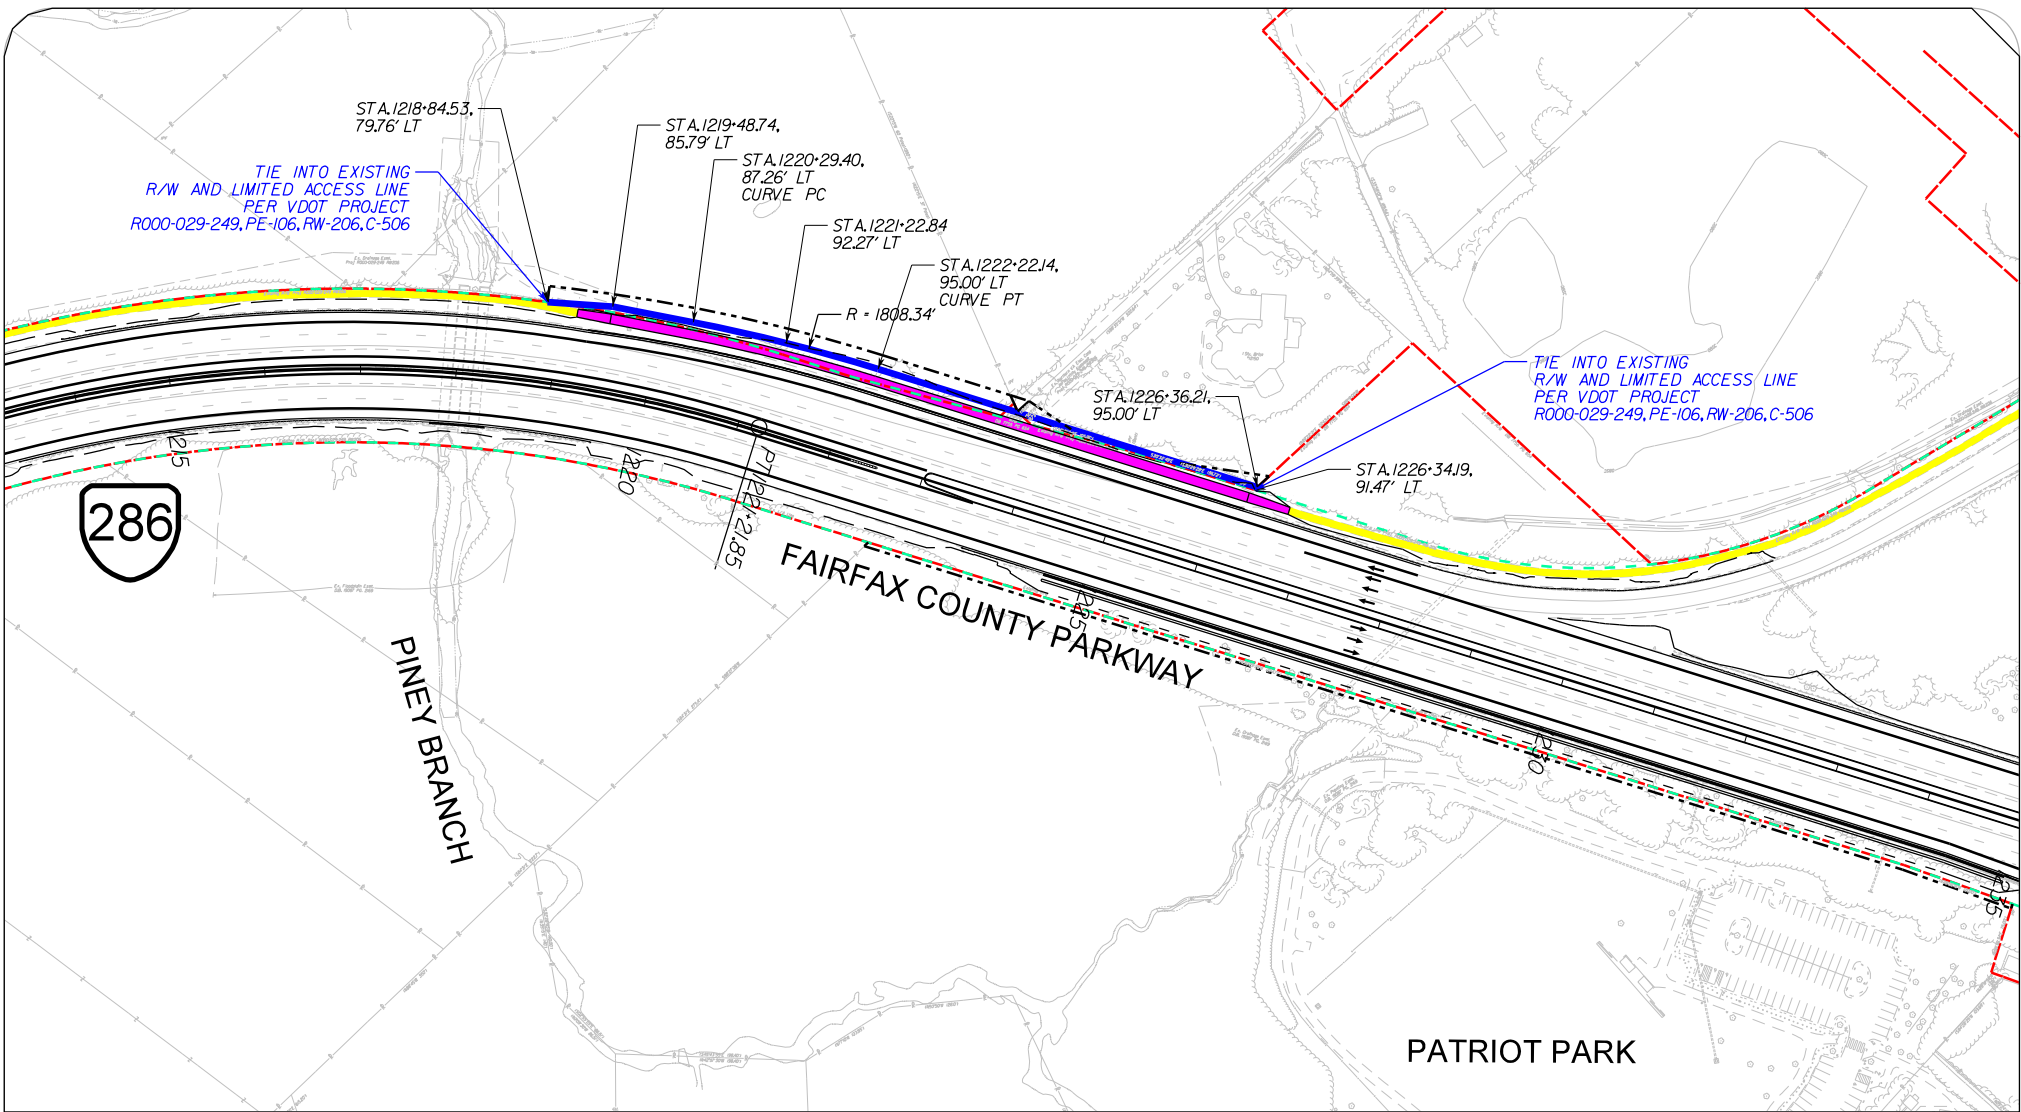 STA.1218+84.53,
79.76' LT
TIE INTO EXISTING
R/W AND LIMITED ACCESS LINE
PER VDOT PROJECT
R000-029-249,PE-106,RW-206,C-506
STA.1219+48.74,
85.79' LT
STA.1220+29.40,
87.26' LT
CURVE PC
STA.1221+22.84
92.27' LT
STA.1222+22.14,
95.00' LT
CURVE PT
R = 1808.34'
STA.1226+36.21,
95.00' LT
TIE INTO EXISTING
R/W AND LIMITED ACCESS LINE
PER VDOT PROJECT
R000-029-249,PE-106,RW-206,C-506
STA.1226+34.19,
91.47' LT
1215
1220
PT 1221+21.85
286
FAIRFAX COUNTY PARKWAY
1225
1230
1235
PINEY BRANCH
PATRIOT PARK